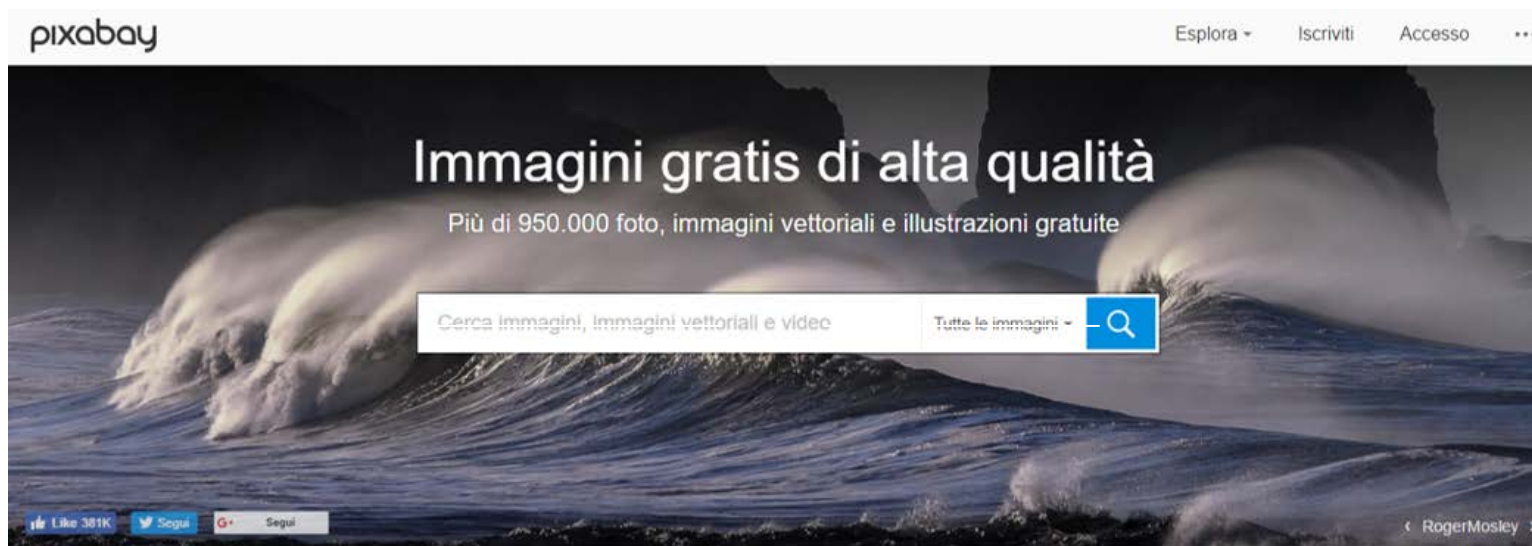 pixabay
Esplora Iscriviti Accesso ...
Immagini gratis di alta qualità
Più di 950.000 foto, immagini vettoriali e illustrazioni gratuite
Cerca immagini, immagini vettoriali e video Tutte le immagini
Like 381K Segui G+ Segui
‹ RogerMosley ›